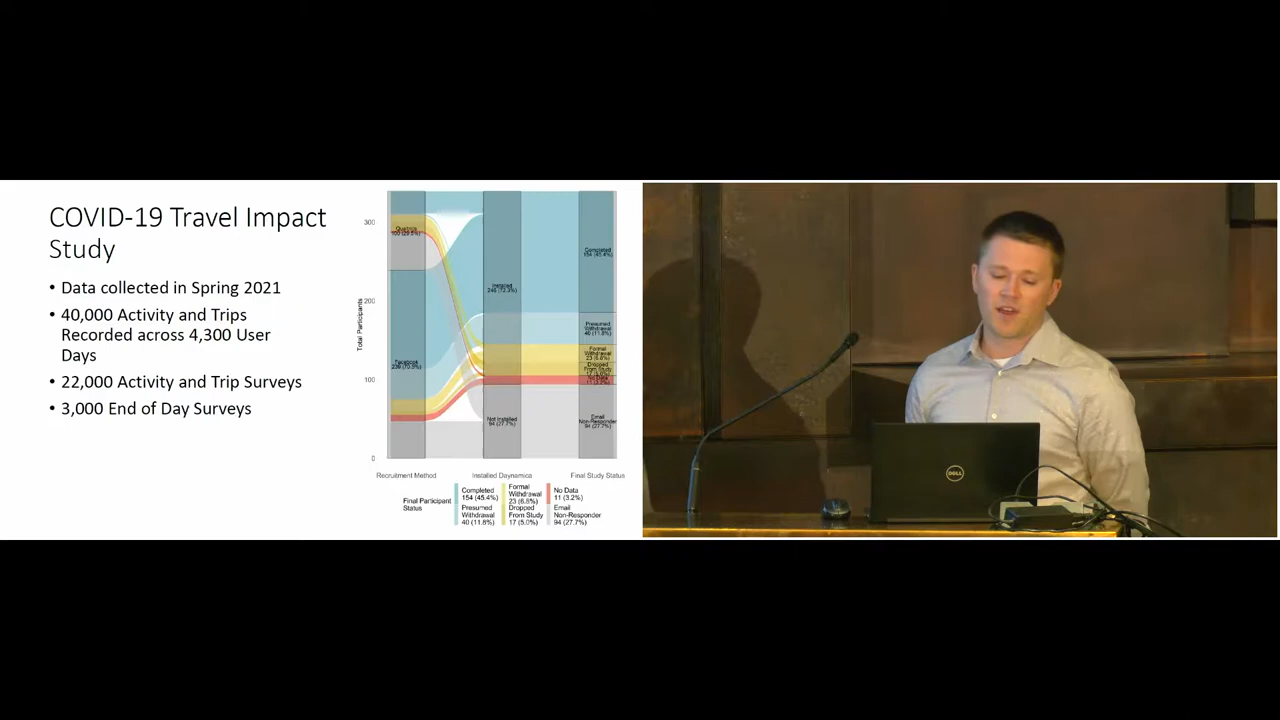 COVID-19 Travel Impact
Study
• Data collected in Spring 2021
• 40,000 Activity and Trips
Recorded across 4,300 User
Days
• 22,000 Activity and Trip Surveys
• 3,000 End of Day Surveys
Total Participants
300
200
100
0
Qualtrics
Facebook
Installed
246 (72.3%)
Not Installed
94 (27.7%)
Completed
154 (45.4%)
Presumed
Withdrawal
40 (11.8%)
Formal
Withdrawal
23 (6.8%)
Dropped
From Study
Email
Non-Responder
94 (27.7%)
Recruitment Method
Installed Daynamica
Final Study Status
Final Participant
Status
Completed
154 (45.4%)
Presumed
Withdrawal
40 (11.8%)
Formal
Withdrawal
23 (6.8%)
Dropped
From Study
17 (5.0%)
No Data
11 (3.2%)
Email
Non-Responder
94 (27.7%)
DELL